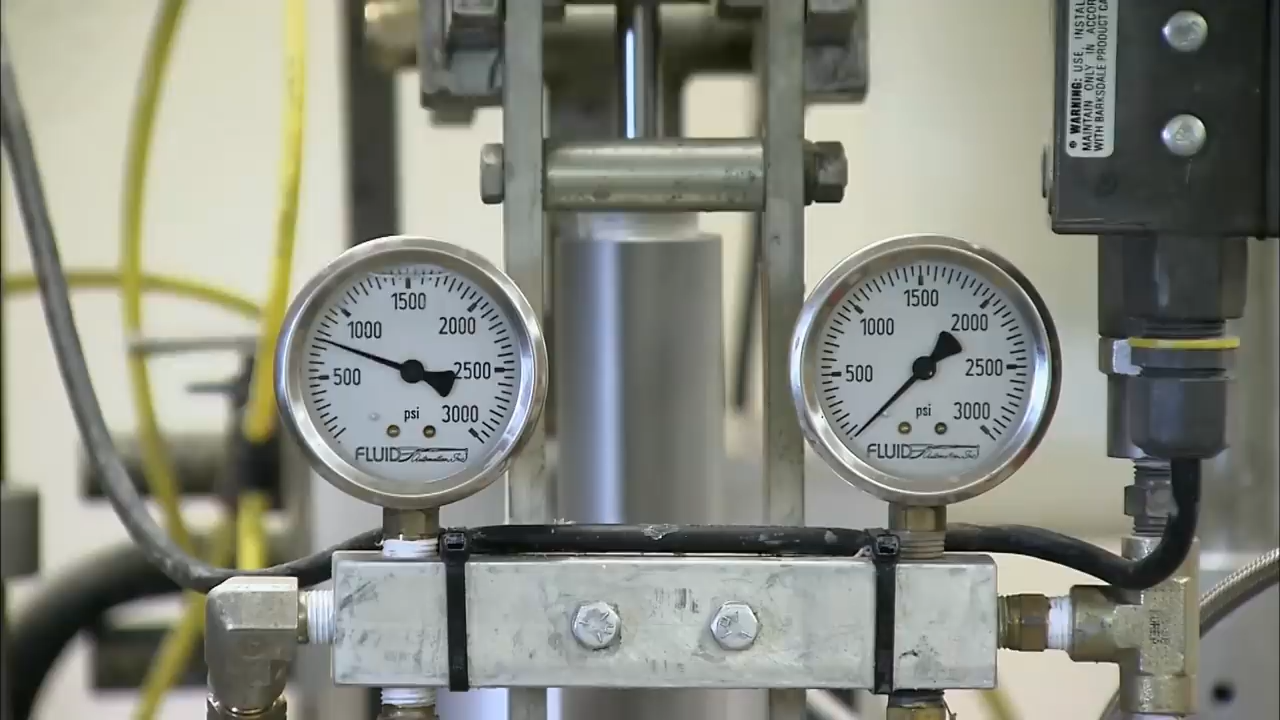 WARNING: USE, INSTAL
MAINTAIN ONLY IN ACCOR
WITH BARKSDALE PRODUCT CA
1500
1000
2000
500
2500
psi
3000
FLUID
1500
1000
2000
500
2500
psi
3000
FLUID